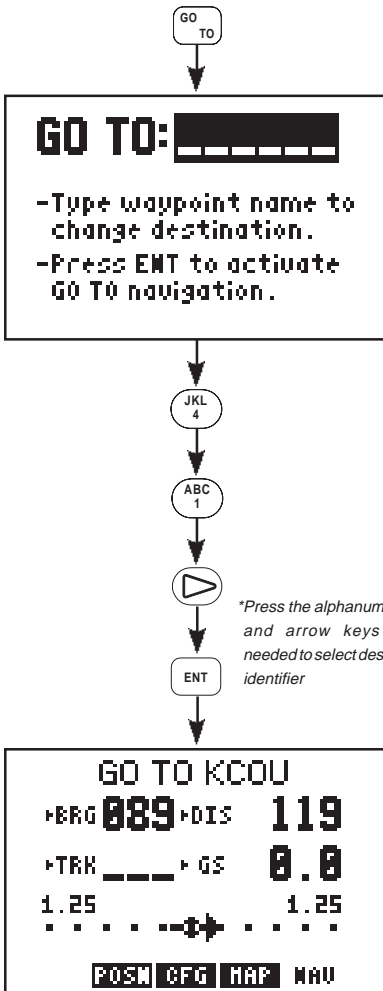 GO
TO
GO TO:
-Type waypoint name to
change destination.
-Press ENT to activate
GO TO navigation.
JKL
4
ABC
1
*Press the
and arrow keys
needed to select
identifier
ENT
GO TO KCOU
BRG 089 DIS 119
TRK ___ GS 0.0
1.25 1.25
POSN CFG MAP NAV